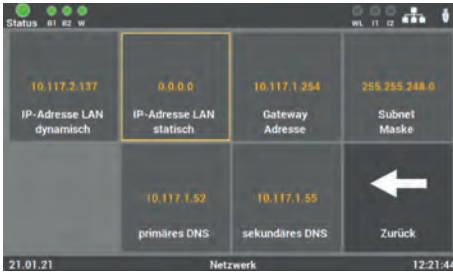 Status B1 B2 W WL I1 I2
10.117.2.137 0.0.0.0 10.117.1.254 255.255.248.0
IP-Adresse LAN IP-Adresse LAN Gateway Subnet
dynamisch statisch Adresse Maske
10.117.1.52 10.117.1.55
primäres DNS sekundäres DNS Zurück
21.01.21 Netzwerk 12:21:44